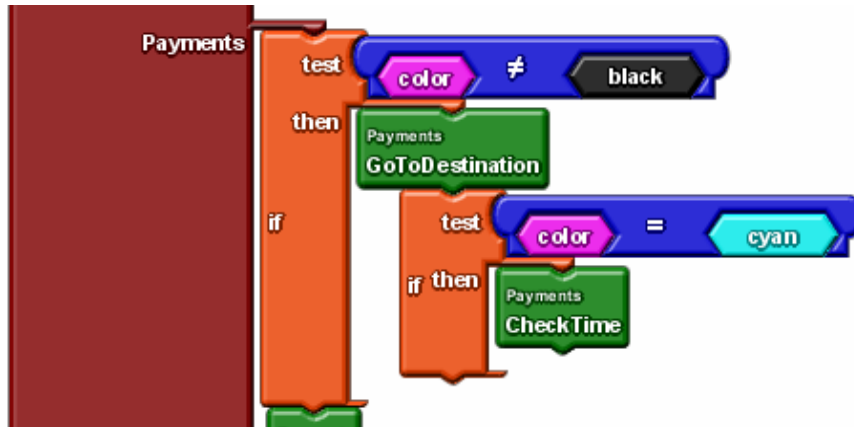 Payments
test color ≠ black
then
Payments
GoToDestination
if
test color = cyan
if then
Payments
CheckTime